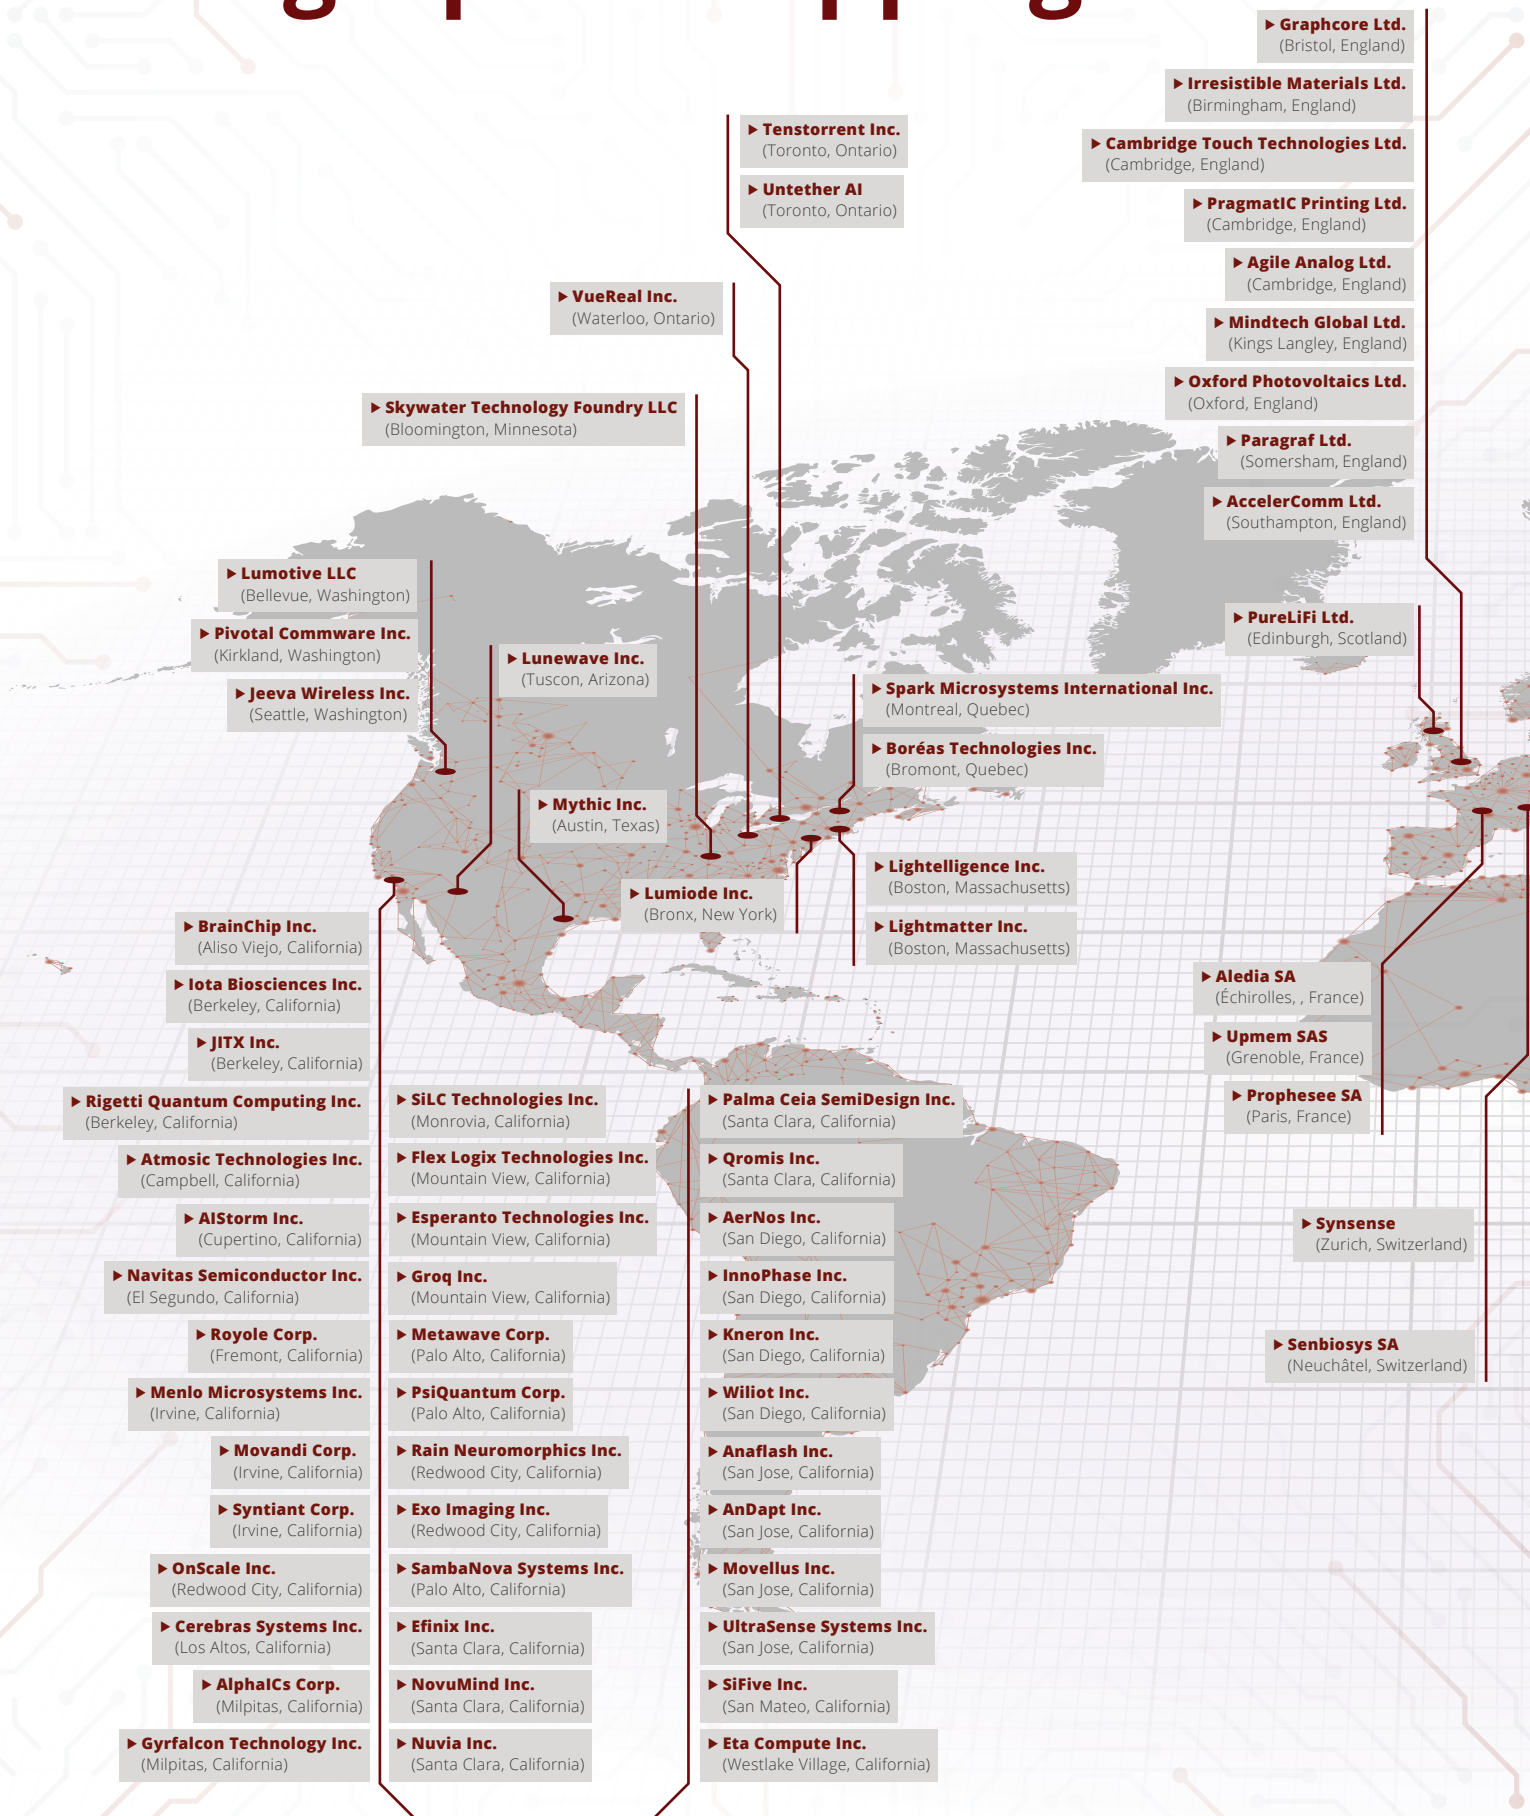 Graphcore Ltd.
(Bristol, England)
Irresistible Materials Ltd.
(Birmingham, England)
Cambridge Touch Technologies Ltd.
(Cambridge, England)
PragmatIC Printing Ltd.
(Cambridge, England)
Agile Analog Ltd.
(Cambridge, England)
Mindtech Global Ltd.
(Kings Langley, England)
Oxford Photovoltaics Ltd.
(Oxford, England)
Paragraf Ltd.
(Somersham, England)
AccelerComm Ltd.
(Southampton, England)
PureLiFi Ltd.
(Edinburgh, Scotland)
Tenstorrent Inc.
(Toronto, Ontario)
Untether AI
(Toronto, Ontario)
VueReal Inc.
(Waterloo, Ontario)
Skywater Technology Foundry LLC
(Bloomington, Minnesota)
Lumotive LLC
(Bellevue, Washington)
Pivotal Commware Inc.
(Kirkland, Washington)
Jeeva Wireless Inc.
(Seattle, Washington)
Lunewave Inc.
(Tuscon, Arizona)
Spark Microsystems International Inc.
(Montreal, Quebec)
Boréas Technologies Inc.
(Bromont, Quebec)
Mythic Inc.
(Austin, Texas)
Lumiode Inc.
(Bronx, New York)
Lightelligence Inc.
(Boston, Massachusetts)
Lightmatter Inc.
(Boston, Massachusetts)
Aledia SA
(Échirolles, , France)
Upmem SAS
(Grenoble, France)
Prophesee SA
(Paris, France)
Synsense
(Zurich, Switzerland)
Senbiosys SA
(Neuchâtel, Switzerland)
BrainChip Inc.
(Aliso Viejo, California)
Iota Biosciences Inc.
(Berkeley, California)
JITX Inc.
(Berkeley, California)
Rigetti Quantum Computing Inc.
(Berkeley, California)
Atmosic Technologies Inc.
(Campbell, California)
AIStorm Inc.
(Cupertino, California)
Navitas Semiconductor Inc.
(El Segundo, California)
Royole Corp.
(Fremont, California)
Menlo Microsystems Inc.
(Irvine, California)
Movandi Corp.
(Irvine, California)
Syntiant Corp.
(Irvine, California)
OnScale Inc.
(Redwood City, California)
Cerebras Systems Inc.
(Los Altos, California)
AlphaICs Corp.
(Milpitas, California)
Gyrfalcon Technology Inc.
(Milpitas, California)
SiLC Technologies Inc.
(Monrovia, California)
Flex Logix Technologies Inc.
(Mountain View, California)
Esperanto Technologies Inc.
(Mountain View, California)
Groq Inc.
(Mountain View, California)
Metawave Corp.
(Palo Alto, California)
PsiQuantum Corp.
(Palo Alto, California)
Rain Neuromorphics Inc.
(Redwood City, California)
Exo Imaging Inc.
(Redwood City, California)
SambaNova Systems Inc.
(Palo Alto, California)
Efinix Inc.
(Santa Clara, California)
NovuMind Inc.
(Santa Clara, California)
Nuvia Inc.
(Santa Clara, California)
Palma Ceia SemiDesign Inc.
(Santa Clara, California)
Qromis Inc.
(Santa Clara, California)
AerNos Inc.
(San Diego, California)
InnoPhase Inc.
(San Diego, California)
Kneron Inc.
(San Diego, California)
Wiliot Inc.
(San Diego, California)
Anaflash Inc.
(San Jose, California)
AnDapt Inc.
(San Jose, California)
Movellus Inc.
(San Jose, California)
UltraSense Systems Inc.
(San Jose, California)
SiFive Inc.
(San Mateo, California)
Eta Compute Inc.
(Westlake Village, California)